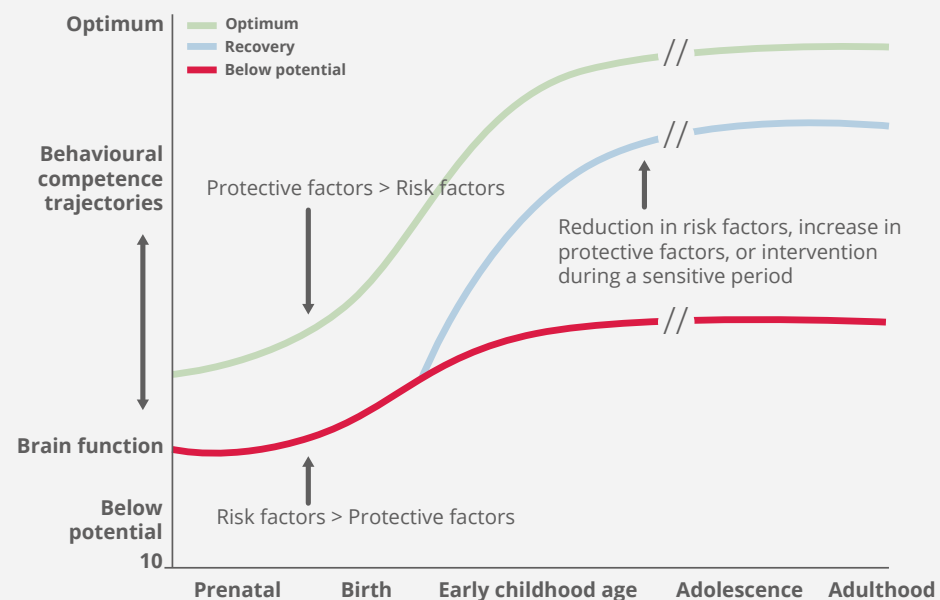 Optimum
Optimum
Recovery
Below potential
Behavioural
competence
trajectories
Protective factors > Risk factors
Reduction in risk factors, increase in
protective factors, or intervention
during a sensitive period
Brain function
Below
potential
Risk factors > Protective factors
10
Prenatal Birth Early childhood age Adolescence Adulthood